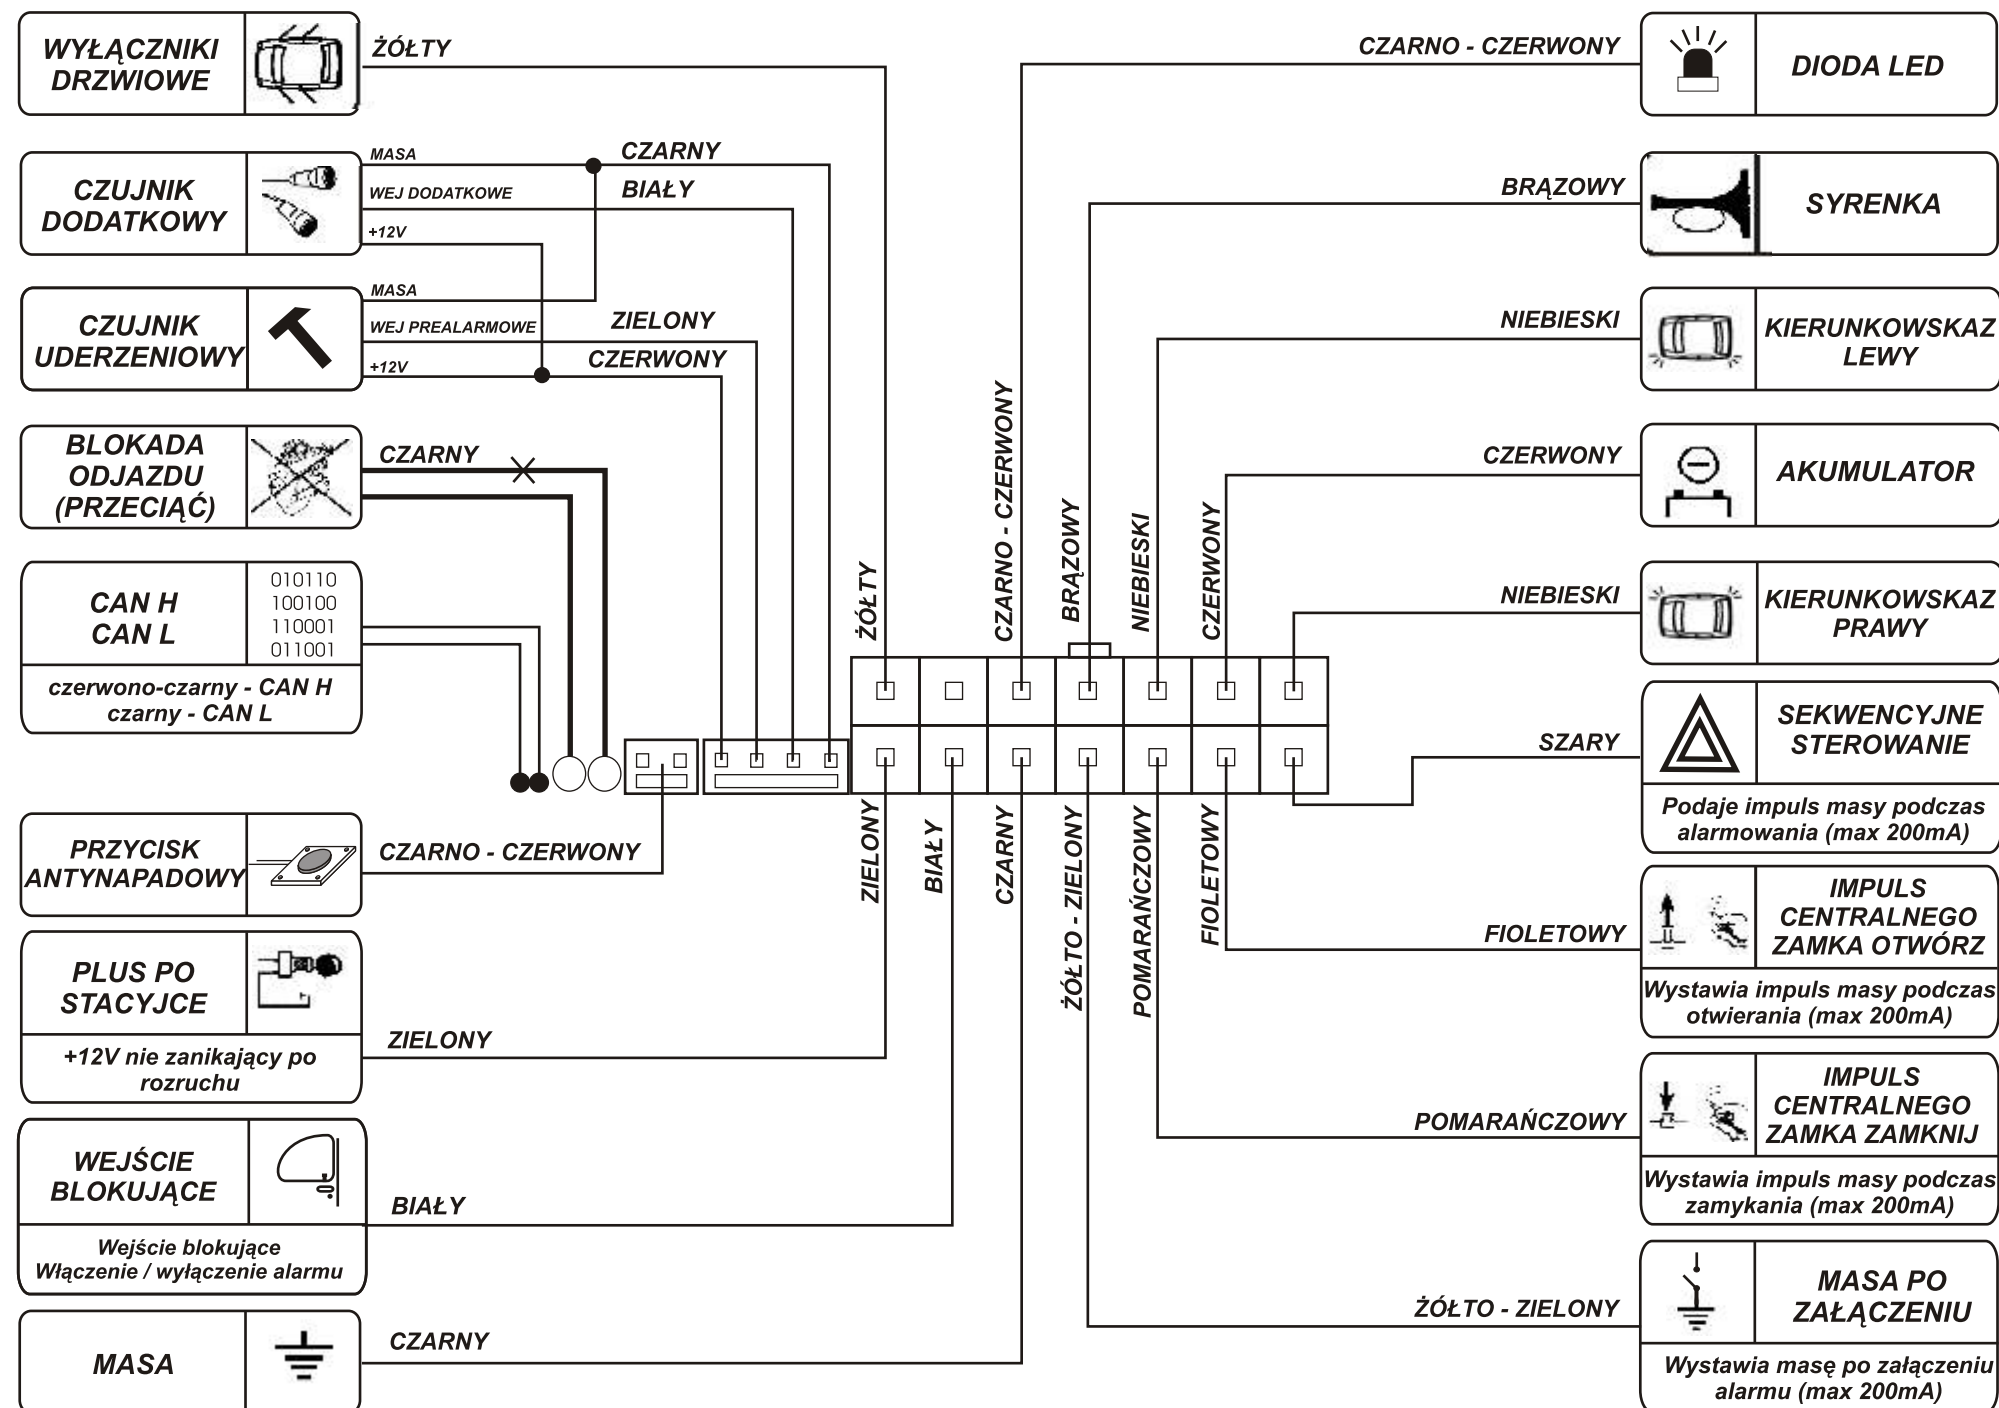 WYŁĄCZNIKI
DRZWIOWE
ŻÓŁTY
CZUJNIK
DODATKOWY
MASA
CZARNY
WEJ DODATKOWE
BIAŁY
+12V
CZUJNIK
UDERZENIOWY
MASA
WEJ PREALARMOWE
ZIELONY
+12V
CZERWONY
BLOKADA
ODJAZDU
(PRZECIĄĆ)
CZARNY
CAN H
CAN L
010110
100100
110001
011001
czerwono-czarny - CAN H
czarny - CAN L
PRZYCISK
ANTYNAPADOWY
CZARNO - CZERWONY
PLUS PO
STACYJCE
+12V nie zanikający po
rozruchu
ZIELONY
WEJŚCIE
BLOKUJĄCE
Wejście blokujące
Włączenie / wyłączenie alarmu
BIAŁY
MASA
CZARNY
ŻÓŁTY
CZARNO - CZERWONY
BRĄZOWY
NIEBIESKI
CZERWONY
ZIELONY
BIAŁY
CZARNY
ŻÓŁTO - ZIELONY
POMARAŃCZOWY
FIOLETOWY
CZARNO - CZERWONY
DIODA LED
BRĄZOWY
SYRENKA
NIEBIESKI
KIERUNKOWSKAZ
LEWY
CZERWONY
AKUMULATOR
NIEBIESKI
KIERUNKOWSKAZ
PRAWY
SZARY
SEKWENCYJNE
STEROWANIE
Podaje impuls masy podczas
alarmowania (max 200mA)
FIOLETOWY
IMPULS
CENTRALNEGO
ZAMKA OTWÓRZ
Wystawia impuls masy podczas
otwierania (max 200mA)
POMARAŃCZOWY
IMPULS
CENTRALNEGO
ZAMKA ZAMKNIJ
Wystawia impuls masy podczas
zamykania (max 200mA)
ŻÓŁTO - ZIELONY
MASA PO
ZAŁĄCZENIU
Wystawia masę po załączeniu
alarmu (max 200mA)